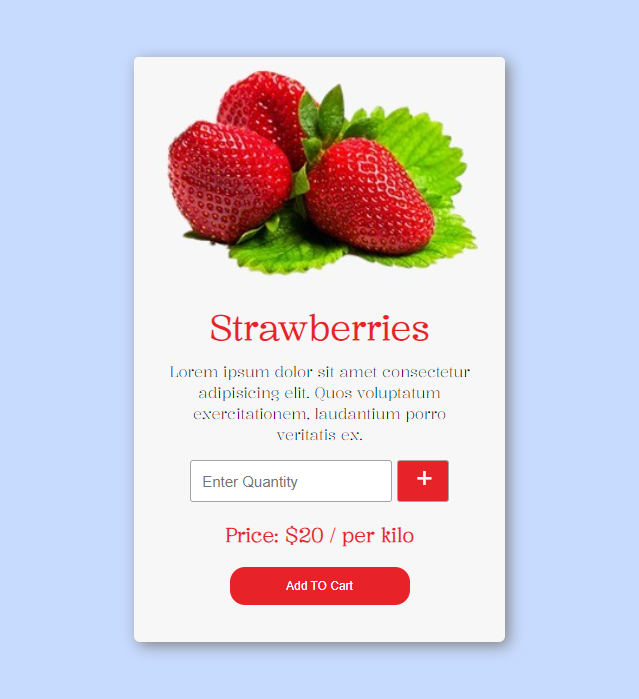 Strawberries
Lorem ipsum dolor sit amet consectetur
adipisicing elit. Quos voluptatum
exercitationem, laudantium porro
veritatis ex.
Enter Quantity
+
Price: $20 / per kilo
Add TO Cart